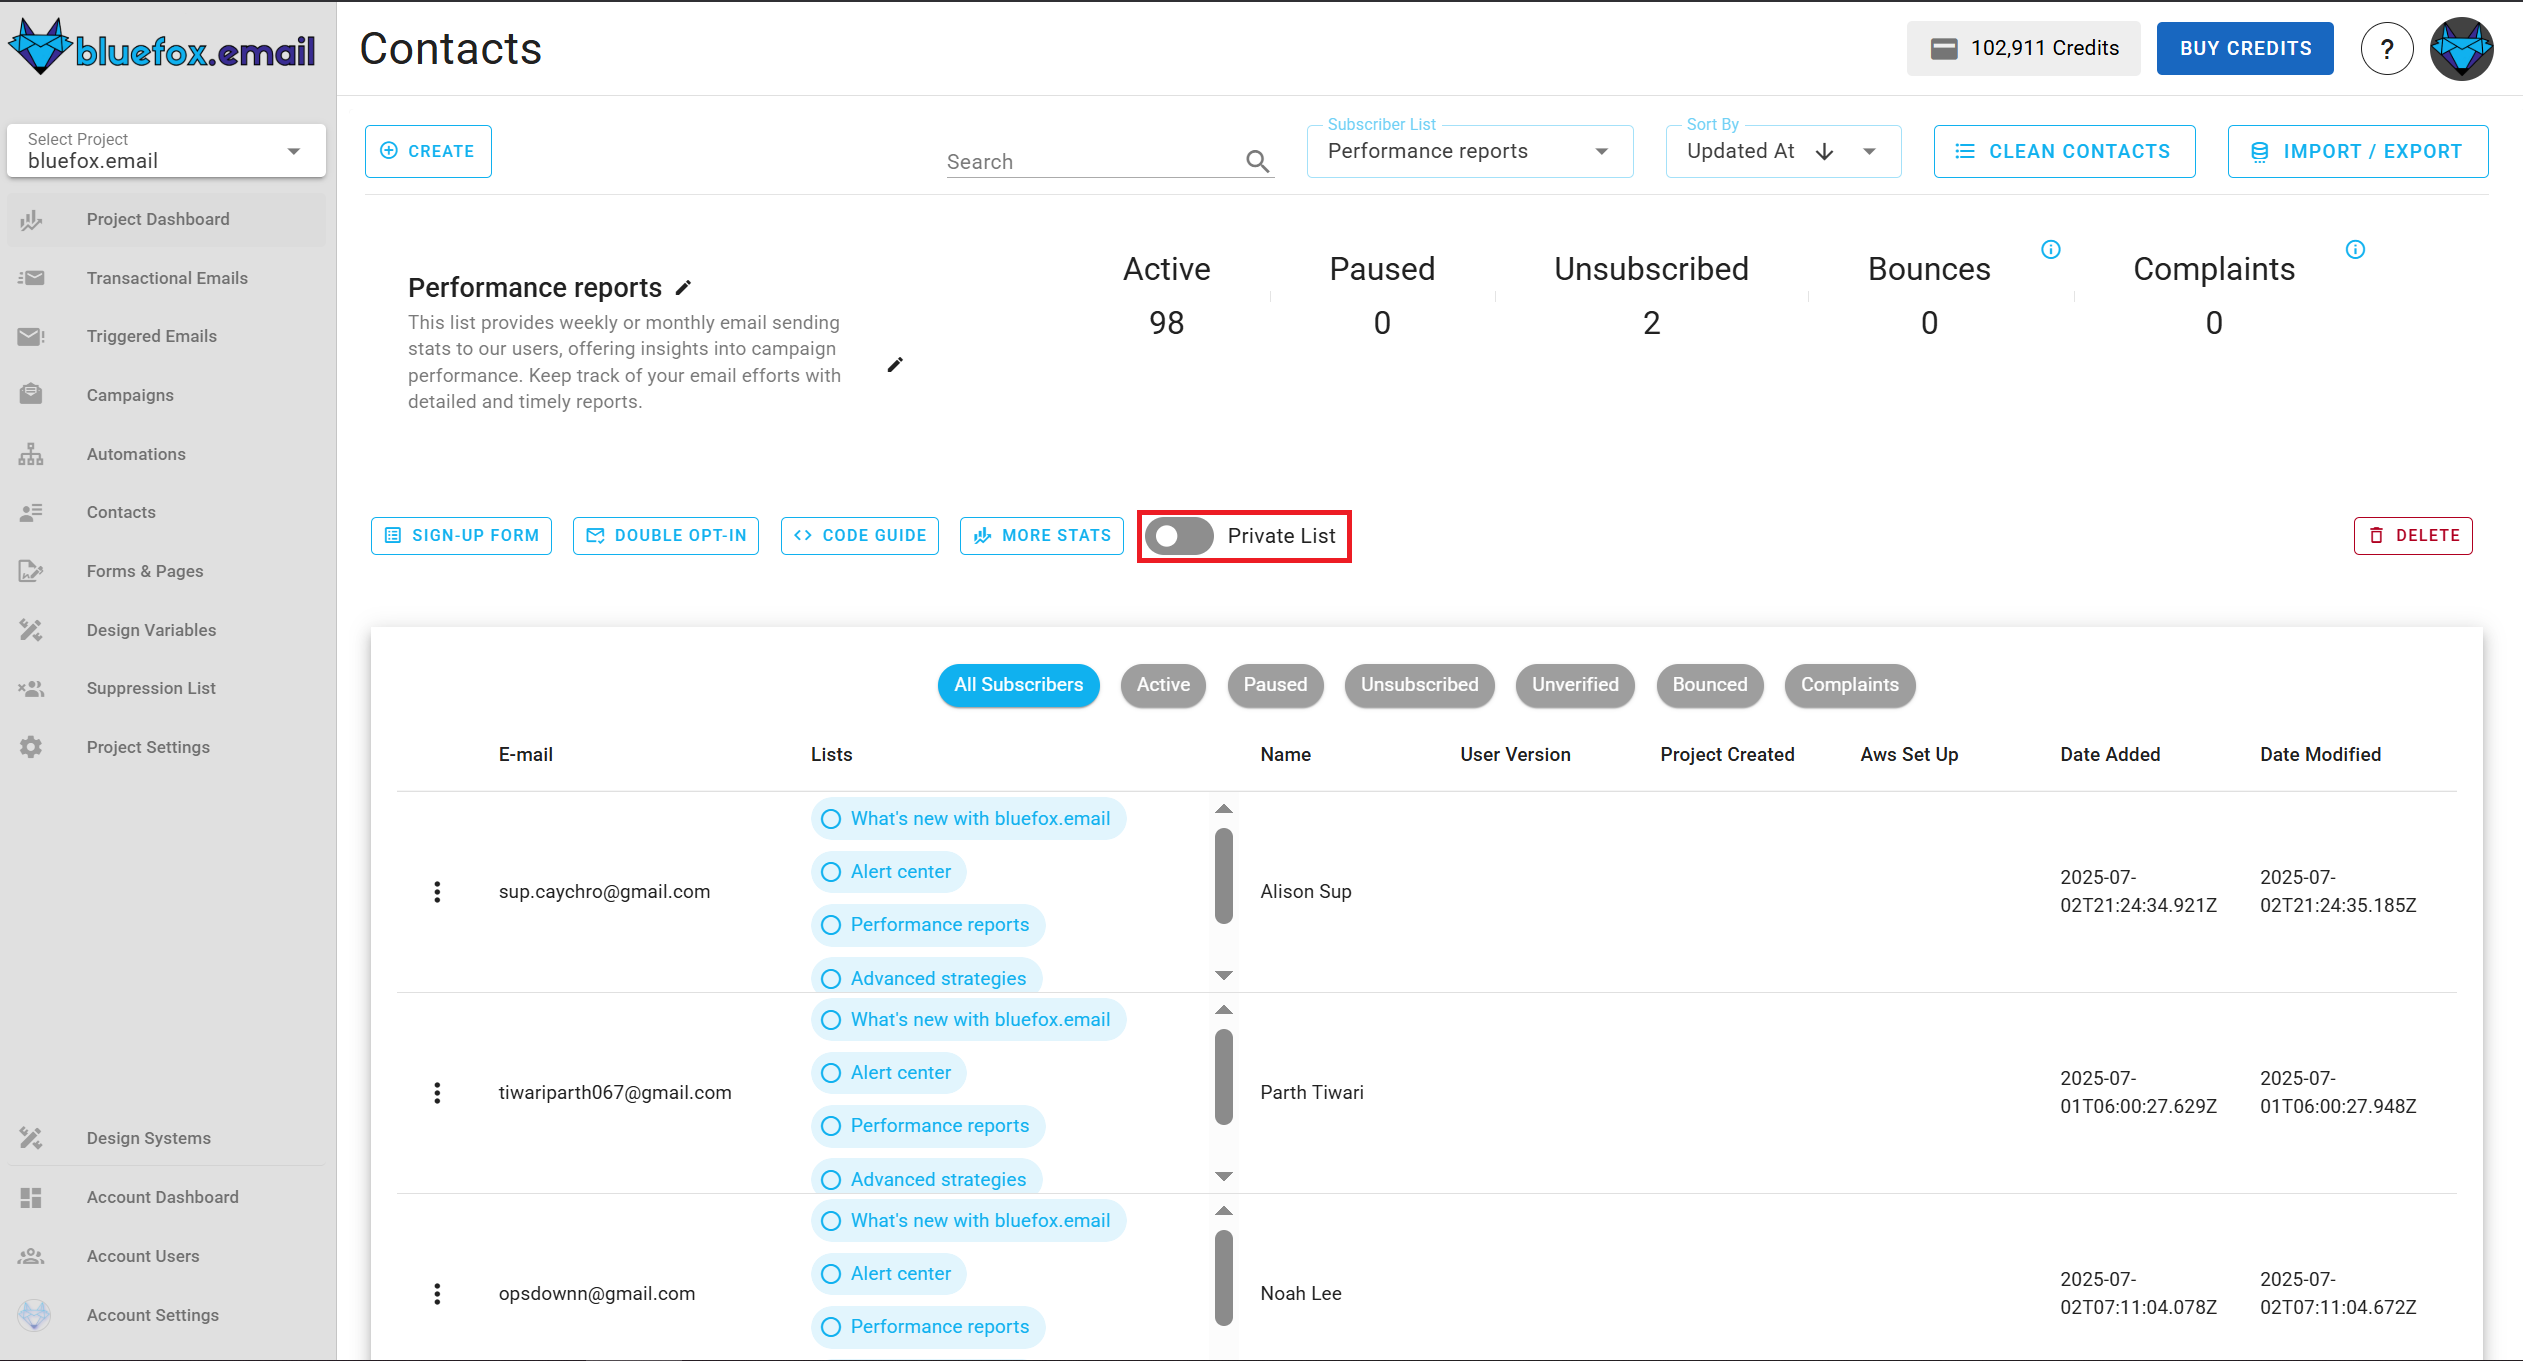 bluefox.email
Contacts
102,911 Credits
BUY CREDITS
?
Select Project
bluefox.email
Project Dashboard
Transactional Emails
Triggered Emails
Campaigns
Automations
Contacts
Forms & Pages
Design Variables
Suppression List
Project Settings
Design Systems
Account Dashboard
Account Users
Account Settings
CREATE
Search
Subscriber List
Performance reports
Sort By
Updated At
CLEAN CONTACTS
IMPORT / EXPORT
Performance reports
This list provides weekly or monthly email sending
stats to our users, offering insights into campaign
performance. Keep track of your email efforts with
detailed and timely reports.
Active
98
Paused
0
Unsubscribed
2
Bounces
0
Complaints
0
SIGN-UP FORM
DOUBLE OPT-IN
CODE GUIDE
MORE STATS
Private List
DELETE
All Subscribers
Active
Paused
Unsubscribed
Unverified
Bounced
Complaints
E-mail
Lists
Name
User Version
Project Created
Aws Set Up
Date Added
Date Modified
sup.caychro@gmail.com
What's new with bluefox.email
Alert center
Performance reports
Advanced strategies
Alison Sup
2025-07-
02T21:24:34.921Z
2025-07-
02T21:24:35.185Z
tiwariparth067@gmail.com
What's new with bluefox.email
Alert center
Performance reports
Advanced strategies
Parth Tiwari
2025-07-
01T06:00:27.629Z
2025-07-
01T06:00:27.948Z
opsdownn@gmail.com
What's new with bluefox.email
Alert center
Performance reports
Noah Lee
2025-07-
02T07:11:04.078Z
2025-07-
02T07:11:04.672Z